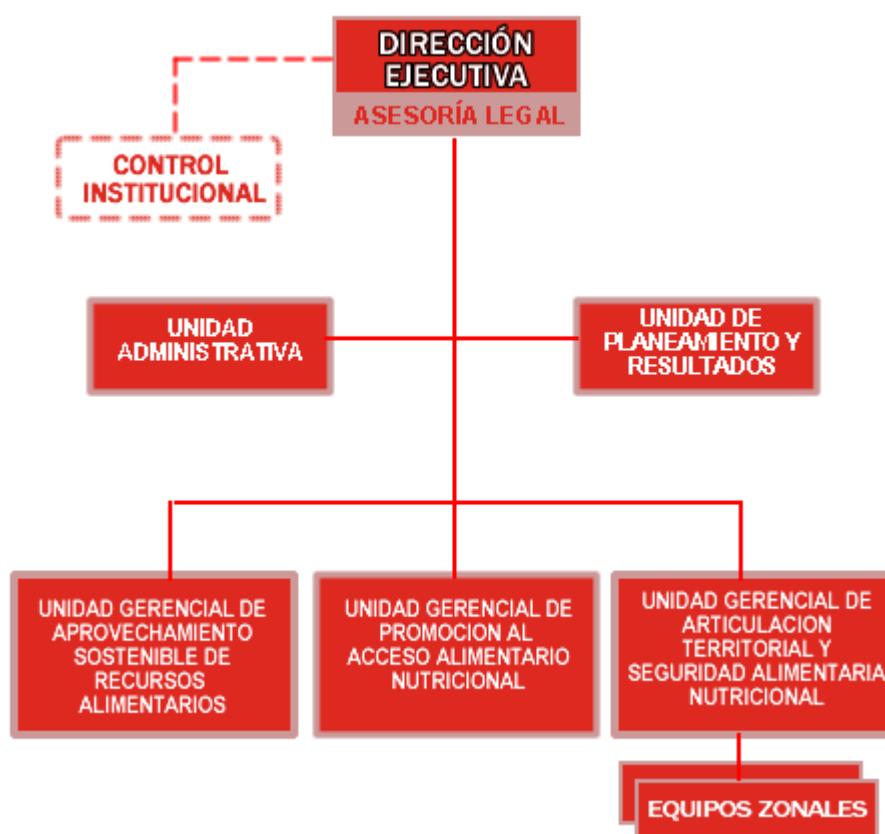 DIRECCIÓN
EJECUTIVA
ASESORÍA LEGAL
CONTROL
INSTITUCIONAL
UNIDAD
ADMINISTRATIVA
UNIDAD DE
PLANEAMIENTO Y
RESULTADOS
UNIDAD GERENCIAL DE
APROVECHAMIENTO
SOSTENIBLE DE
RECURSOS
ALIMENTARIOS
UNIDAD GERENCIAL DE
PROMOCION AL
ACCESO ALIMENTARIO
NUTRICIONAL
UNIDAD GERENCIAL DE
ARTICULACION
TERRITORIAL Y
SEGURIDAD ALIMENTARIA
NUTRICIONAL
EQUIPOS ZONALES